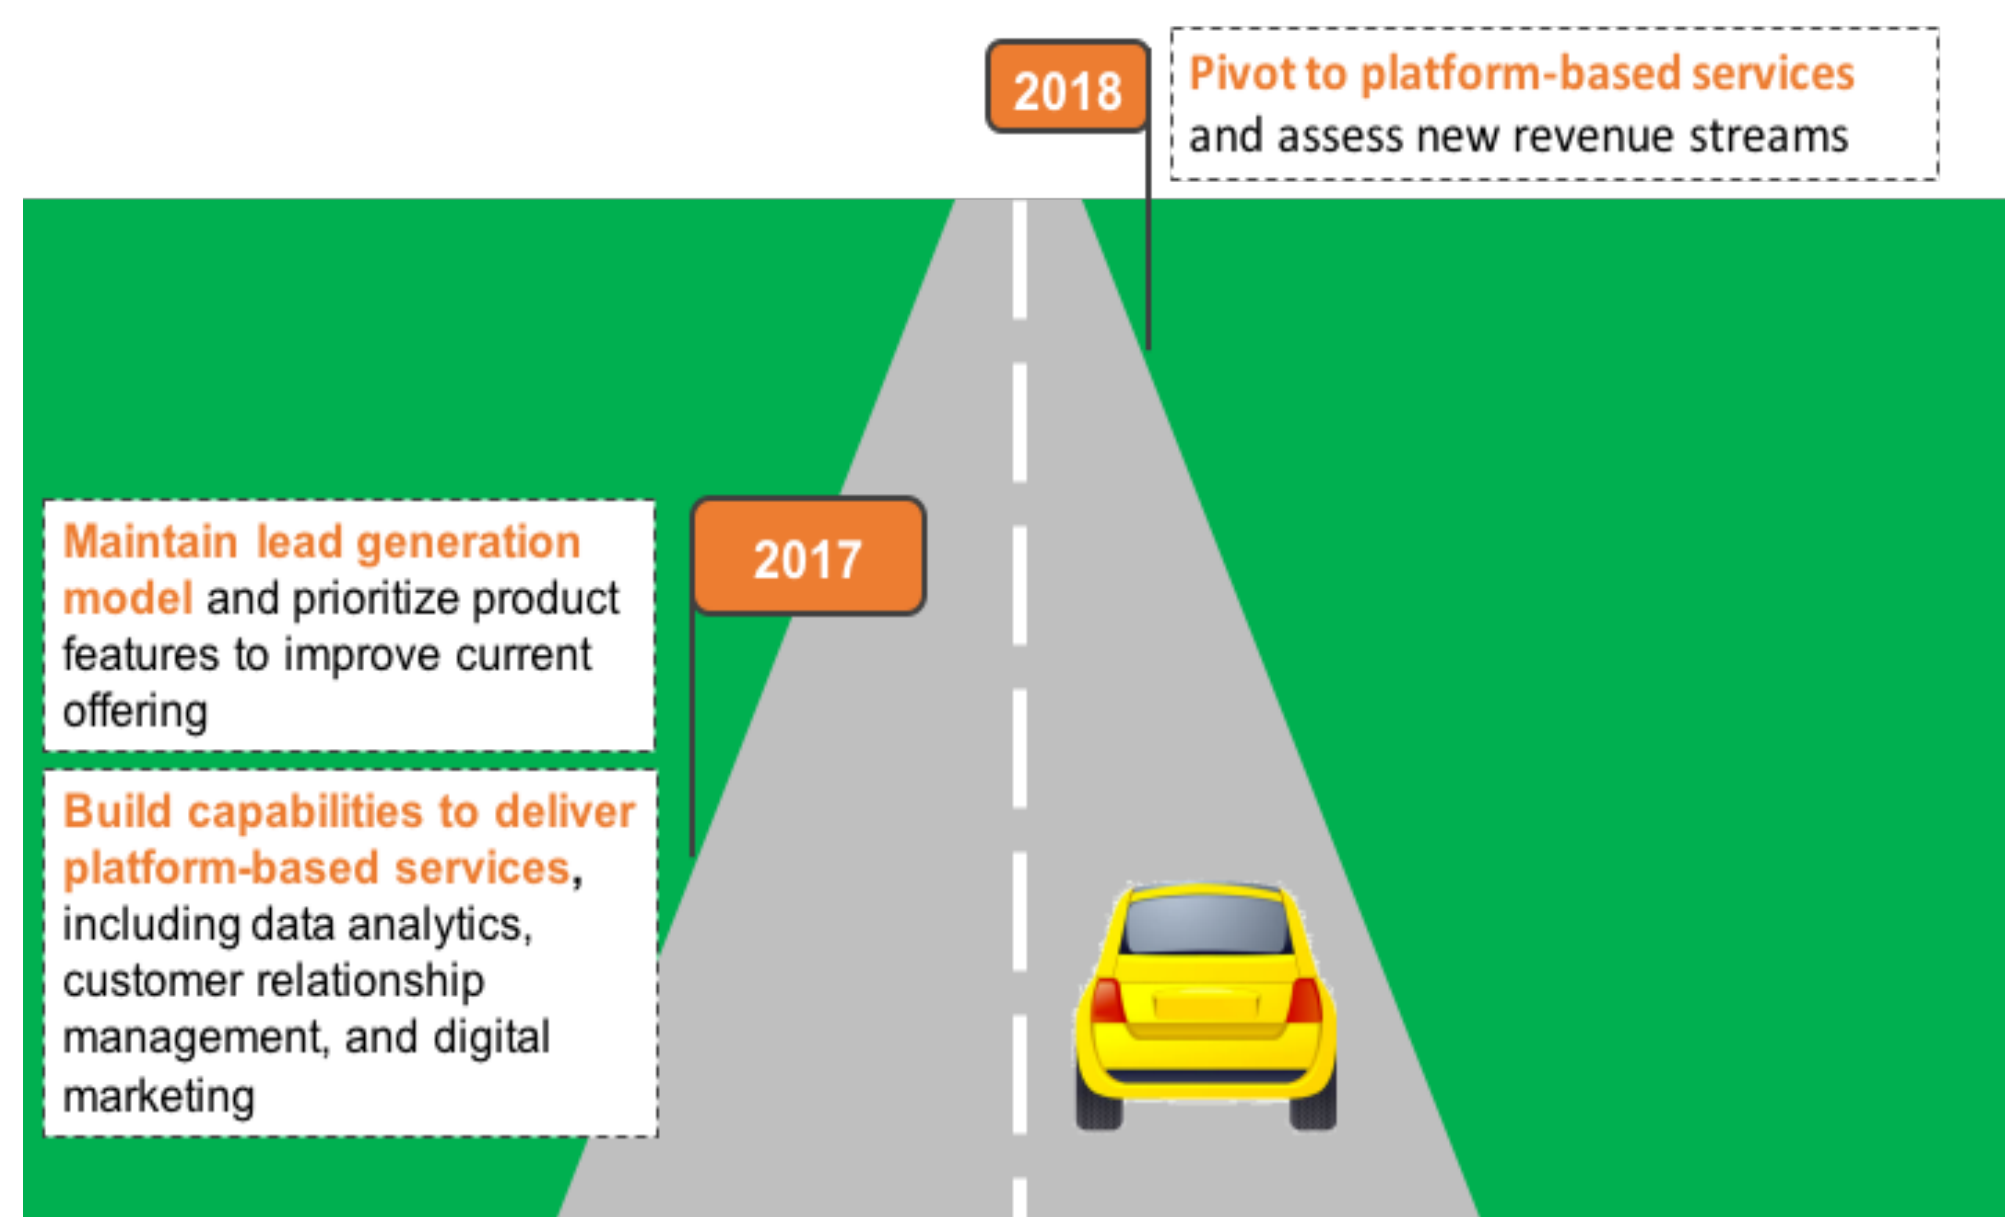 2018
Pivot to platform-based services
and assess new revenue streams
2017
Maintain lead generation
model and prioritize product
features to improve current
offering
Build capabilities to deliver
platform-based services,
including data analytics,
customer relationship
management, and digital
marketing